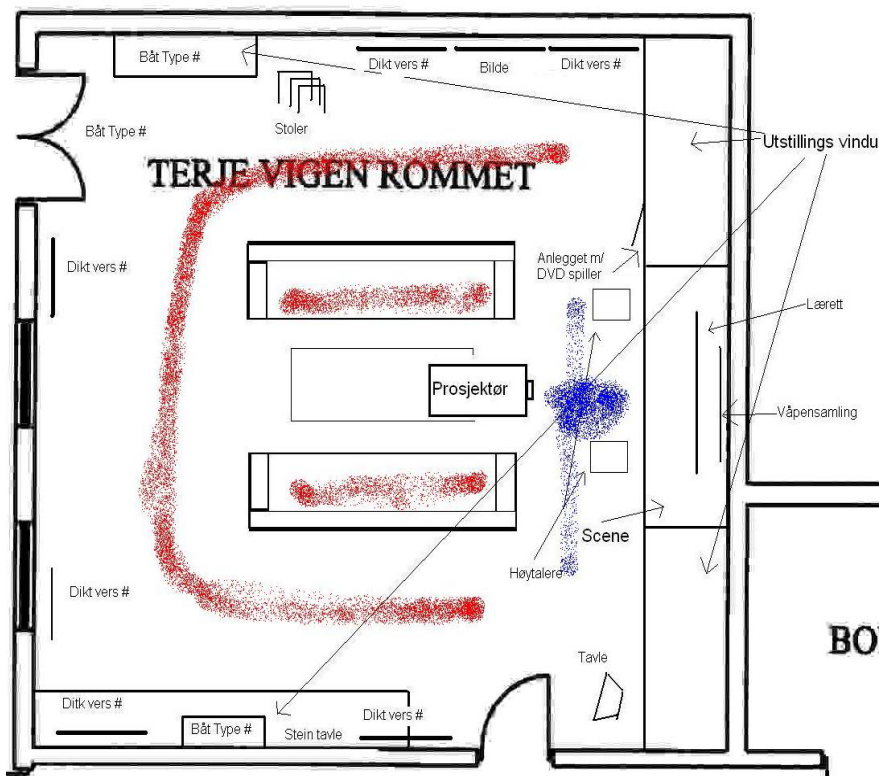 Båt Type #
Dikt vers #
Bilde
Dikt vers #
Stoler
Båt Type #
Utstillings vindu
TERJE VIGEN ROMMET
Dikt vers #
Anlegget m/
DVD spiller
Lærett
Prosjektør
Våpensamling
Scene
Høytalere
Dikt vers #
BO
Tavle
Ditk vers #
Båt Type #
Stein tavle
Dikt vers #